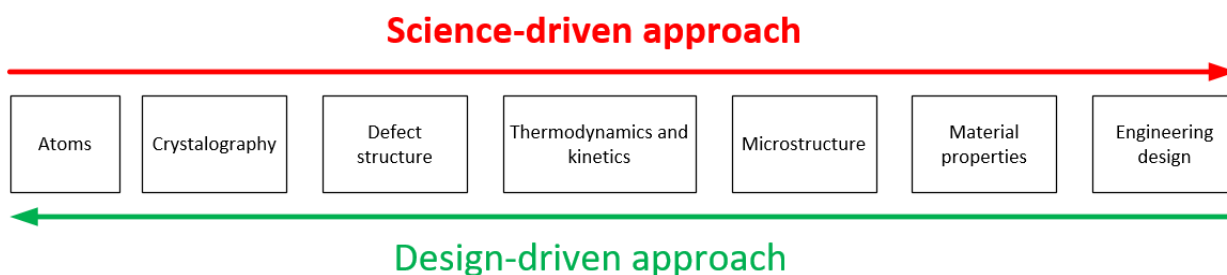 Science-driven approach
Atoms
Crystalography
Defect
structure
Thermodynamics and
kinetics
Microstructure
Material
properties
Engineering
design
Design-driven approach